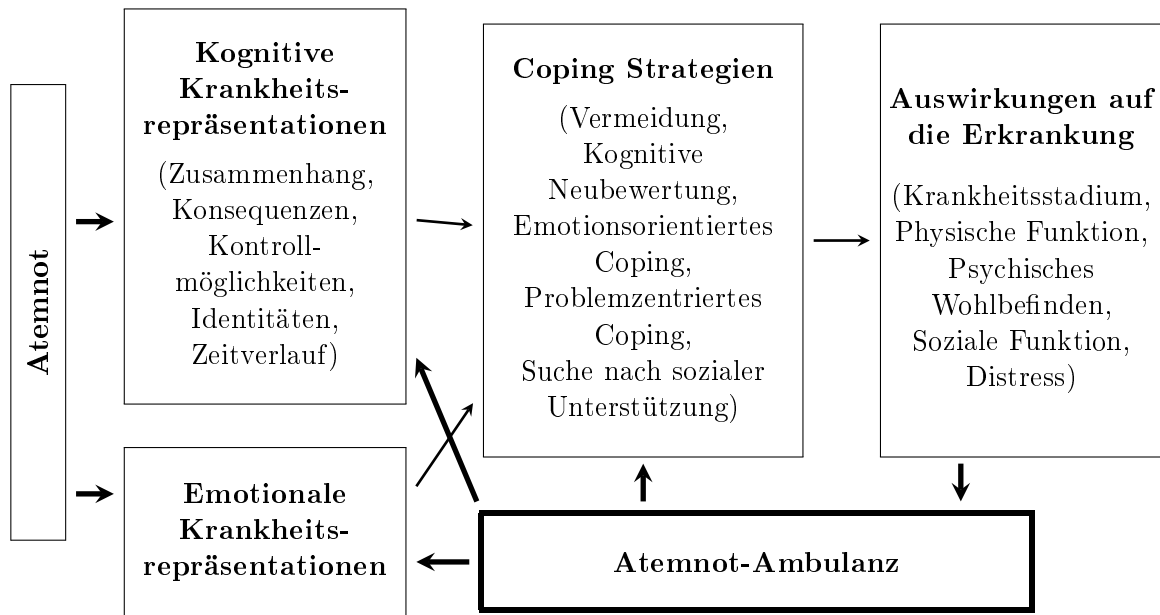 Atemnot
Kognitive
Krankheits-
repräsentationen
(Zusammenhang,
Konsequenzen,
Kontroll-
möglichkeiten,
Identitäten,
Zeitverlauf)
Emotionale
Krankheits-
repräsentationen
Coping Strategien
(Vermeidung,
Kognitive
Neubewertung,
Emotionsorientiertes
Coping,
Problemzentriertes
Coping,
Suche nach sozialer
Unterstützung)
Auswirkungen auf
die Erkrankung
(Krankheitsstadium,
Physische Funktion,
Psychisches
Wohlbefinden,
Soziale Funktion,
Distress)
Atemnot-Ambulanz